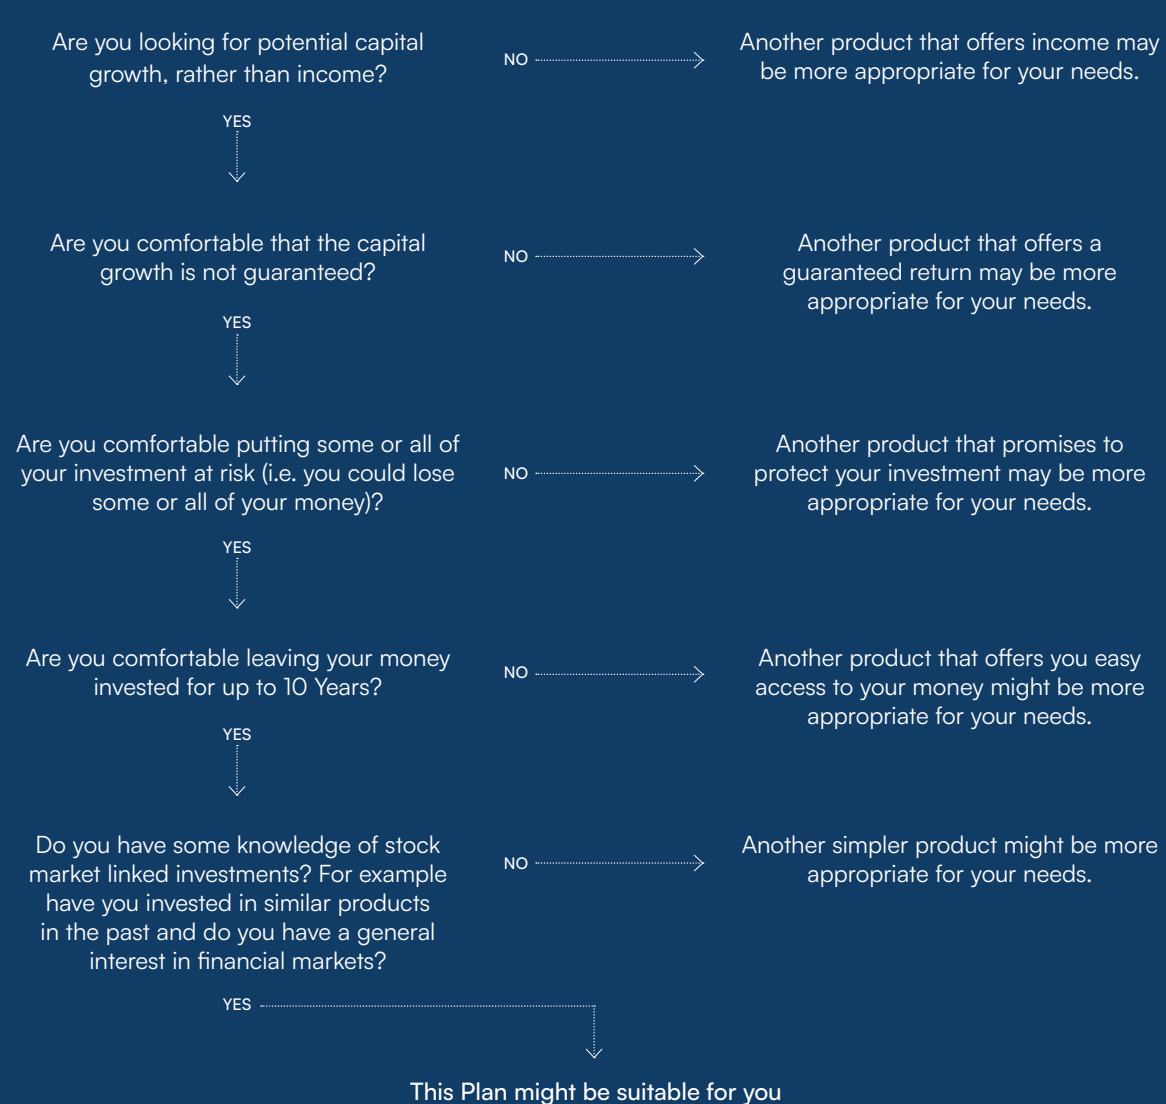 Are you looking for potential capital
growth, rather than income?
NO
Another product that offers income may
be more appropriate for your needs.
YES
Are you comfortable that the capital
growth is not guaranteed?
NO
Another product that offers a
guaranteed return may be more
appropriate for your needs.
YES
Are you comfortable putting some or all of
your investment at risk (i.e. you could lose
some or all of your money)?
NO
Another product that promises to
protect your investment may be more
appropriate for your needs.
YES
Are you comfortable leaving your money
invested for up to 10 Years?
NO
Another product that offers you easy
access to your money might be more
appropriate for your needs.
YES
Do you have some knowledge of stock
market linked investments? For example
have you invested in similar products
in the past and do you have a general
interest in financial markets?
NO
Another simpler product might be more
appropriate for your needs.
YES
This Plan might be suitable for you